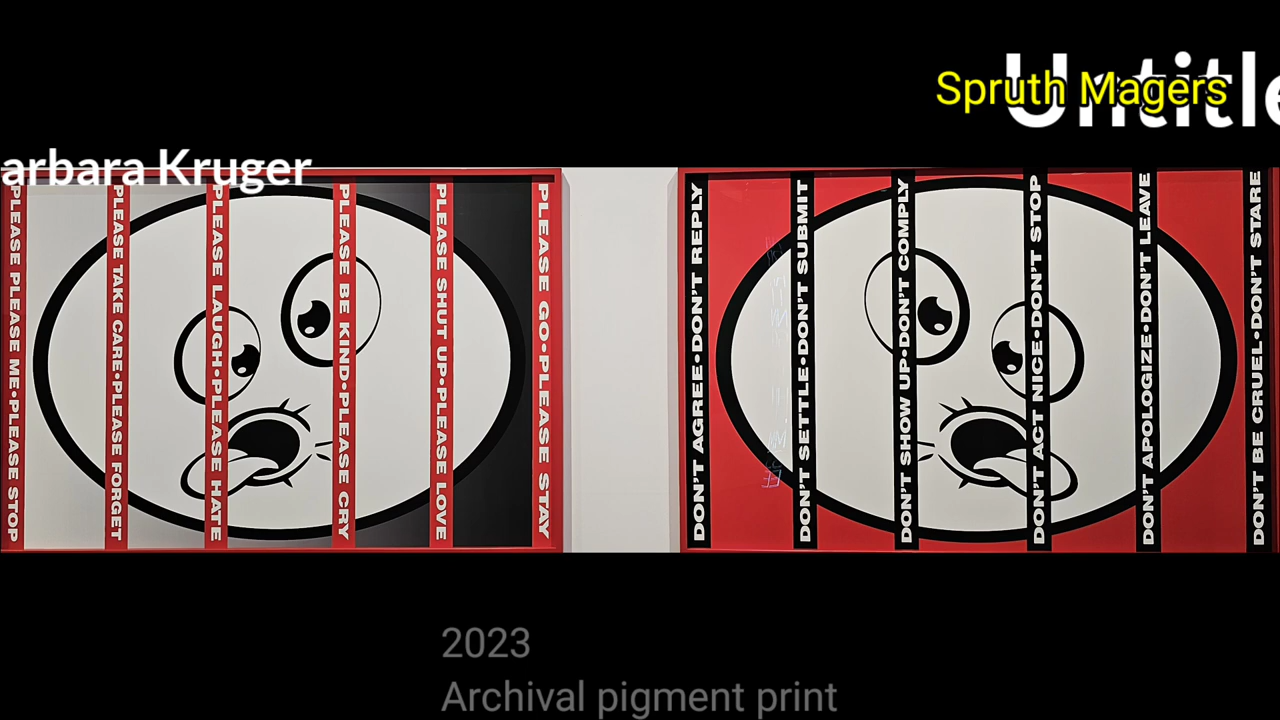 Untitle
Spruth Magers
arbara Kruger
PLEASE PLEASE ME•PLEASE STOP
PLEASE TAKE CARE•PLEASE FORGET
PLEASE LAUGH•PLEASE HATE
PLEASE BE KIND•PLEASE CRY
PLEASE SHUT UP•PLEASE LOVE
PLEASE GO•PLEASE STAY
DON'T AGREE•DON'T REPLY
DON'T SETTLE•DON'T SUBMIT
DON'T SHOW UP•DON'T COMPLY
DON'T ACT NICE•DON'T STOP
DON'T APOLOGIZE•DON'T LEAVE
DON'T BE CRUEL•DON'T STARE
2023
Archival pigment print